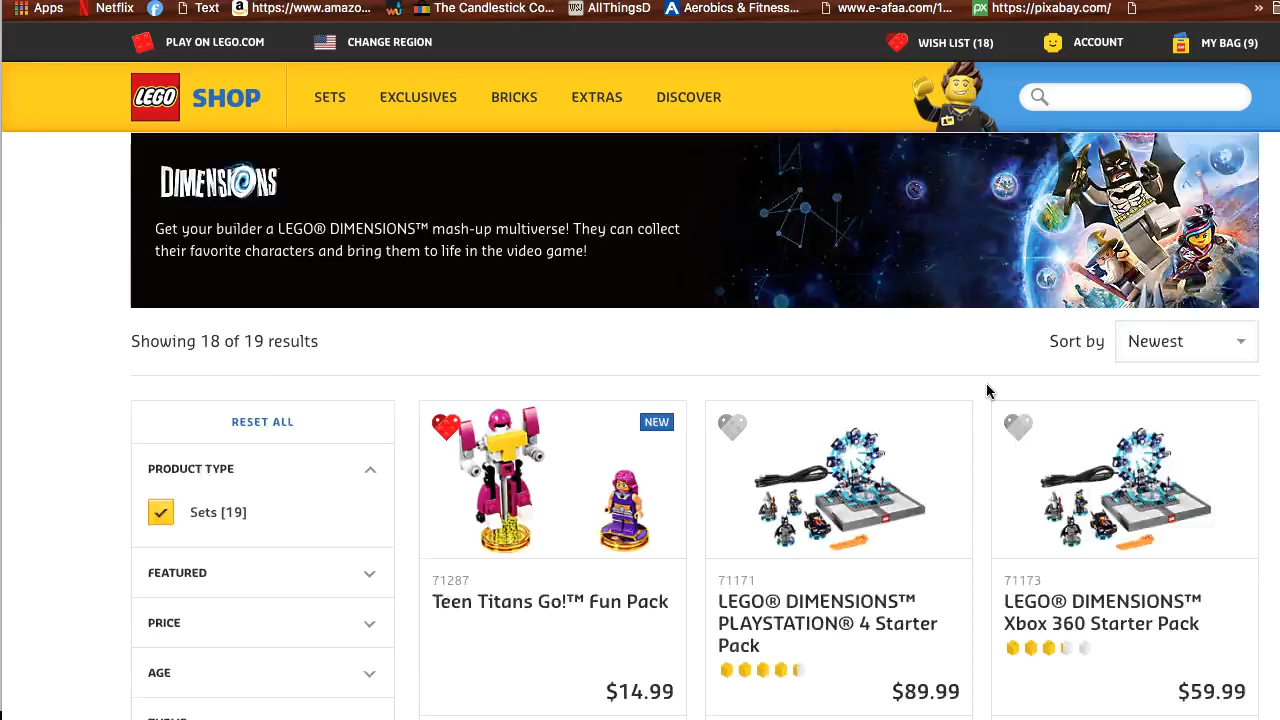 Apps Netflix Text https://www.amazo... The Candlestick Co... AllThingsD Aerobics & Fitness... www.e-afaa.com/1... px https://pixabay.com/ »
PLAY ON LEGO.COM CHANGE REGION WISH LIST (18) ACCOUNT MY BAG (9)
LEGO SHOP SETS EXCLUSIVES BRICKS EXTRAS DISCOVER
DIMENSIONS
Get your builder a LEGO® DIMENSIONS™ mash-up multiverse! They can collect
their favorite characters and bring them to life in the video game!
Showing 18 of 19 results
Sort by Newest
RESET ALL
PRODUCT TYPE
Sets [19]
FEATURED
PRICE
AGE
NEW
71287
Teen Titans Go!™ Fun Pack
$14.99
71171
LEGO® DIMENSIONS™
PLAYSTATION® 4 Starter
Pack
$89.99
71173
LEGO® DIMENSIONS™
Xbox 360 Starter Pack
$59.99